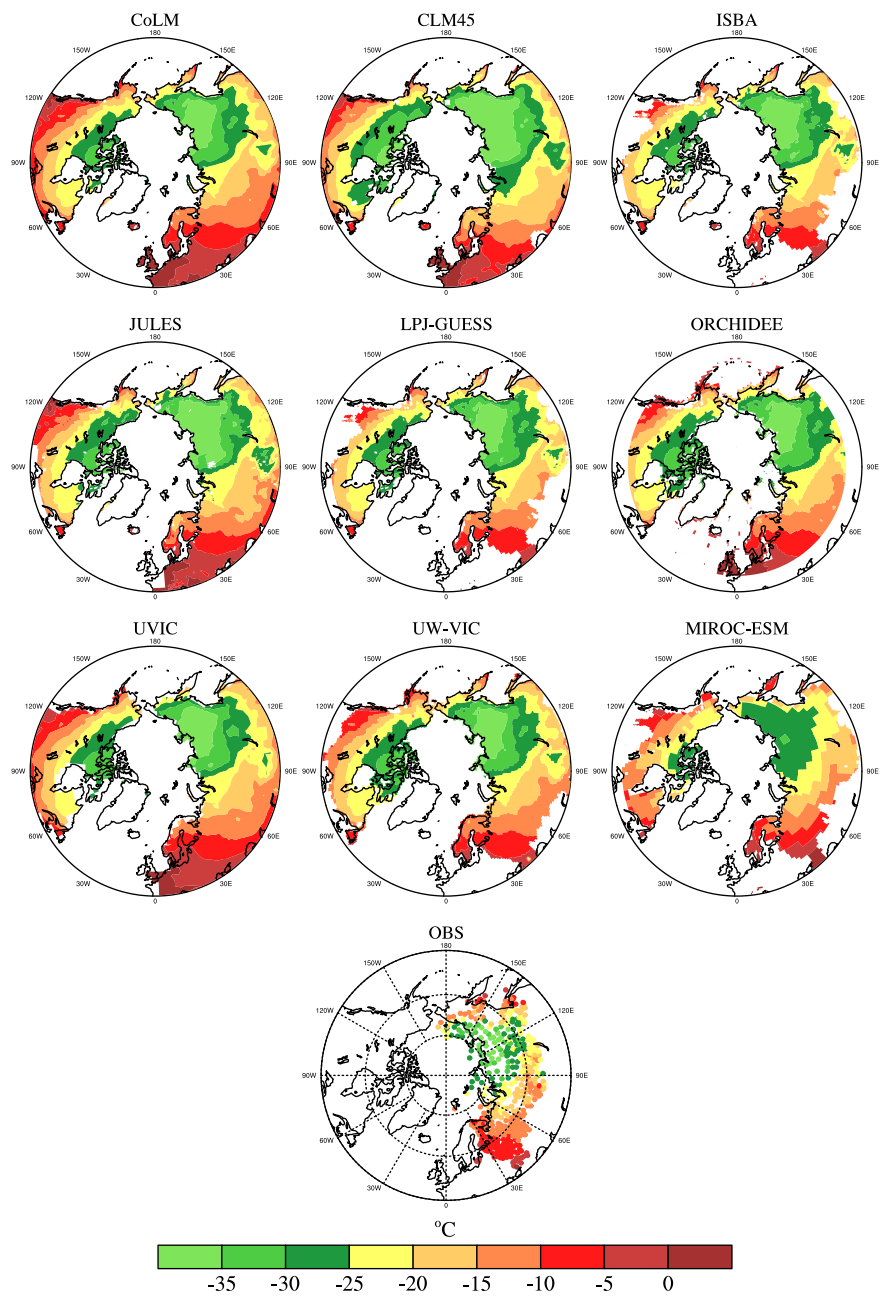 CoLM CLM45 ISBA
180 180 180
150W 150E 150W 150E 150W 150E
120W 120E 120W 120E 120W 120E
90W 90E 90W 90E 90W 90E
60W 60E 60W 60E 60W 60E
30W 30E 30W 30E 30W 30E
0 0 0
JULES LPJ-GUESS ORCHIDEE
180 180 180
150W 150E 150W 150E 150W 150E
120W 120E 120W 120E 120W 120E
90W 90E 90W 90E 90W 90E
60W 60E 60W 60E 60W 60E
30W 30E 30W 30E 30W 30E
0 0 0
UVIC UW-VIC MIROC-ESM
180 180 180
150W 150E 150W 150E 150W 150E
120W 120E 120W 120E 120W 120E
90W 90E 90W 90E 90W 90E
60W 60E 60W 60E 60W 60E
30W 30E 30W 30E 30W 30E
0 0 0
OBS
180
150W 150E
120W 120E
90W 90E
60W 60E
30W 30E
0
°C
-35 -30 -25 -20 -15 -10 -5 0